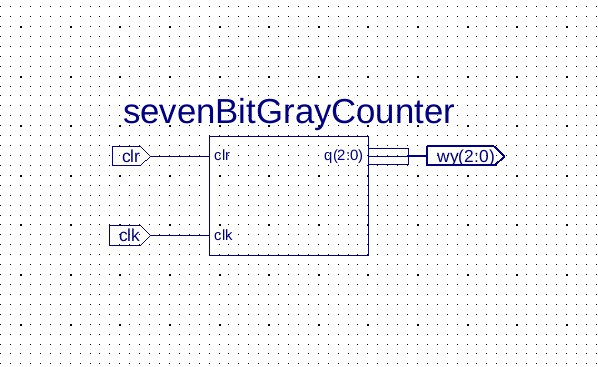 sevenBitGrayCounter
clr clr q(2:0) wy(2:0)
clk clk